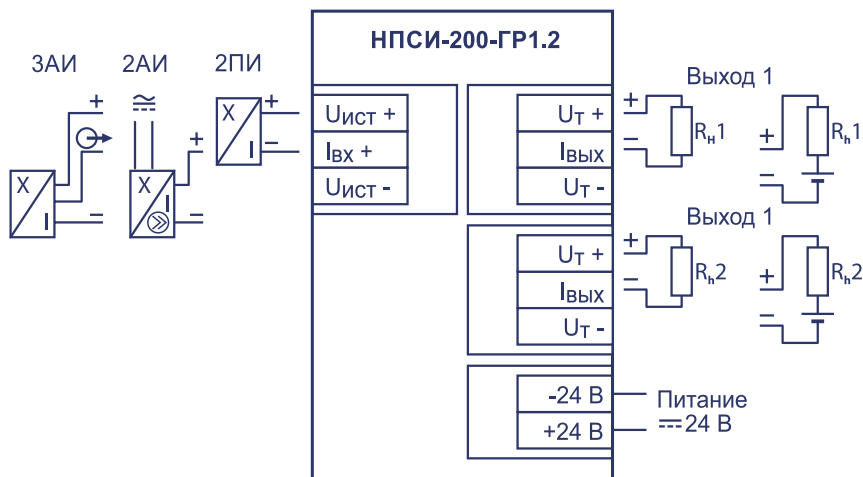 НПСИ-200-ГР1.2
3АИ 2АИ 2ПИ
Выход 1
+ + X I + −
Uист +
Iвх +
Uист -
Uт +
Iвых
Uт -
+ − Rн1
+ − Rh1
X I −
X I + −
Выход 1
Uт +
Iвых
Uт -
+ − Rh2
+ − Rh2
-24 В
+24 В
Питание
24 В